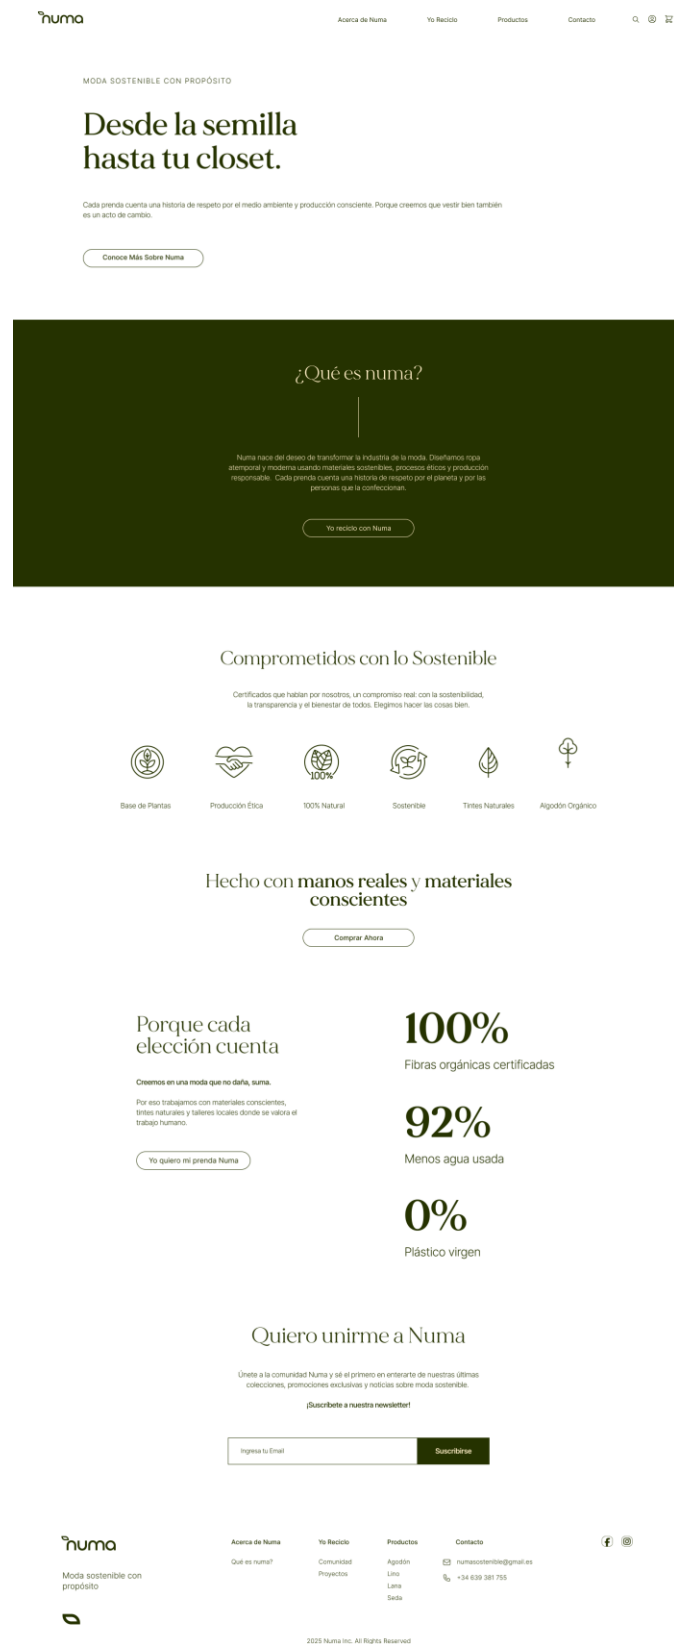 numa
Acerca de Numa
Yo Reciclo
Productos
Contacto
MODA SOSTENIBLE CON PROPÓSITO
Desde la semilla
hasta tu closet.
Cada prenda cuenta una historia de respeto por el medio ambiente y producción consciente. Porque creemos que vestir bien también
es un acto de cambio.
Conoce Más Sobre Numa
¿Qué es numa?
Numa nace del deseo de transformar la industria de la moda. Diseñamos ropa
atemporal y moderna usando materiales sostenibles, procesos éticos y producción
responsable. Cada prenda cuenta una historia de respeto por el planeta y por las
personas que la confeccionan.
Yo reciclo con Numa
Comprometidos con lo Sostenible
Certificados que hablan por nosotros, un compromiso real: con la sostenibilidad,
la transparencia y el bienestar de todos. Elegimos hacer las cosas bien.
100%
Base de Plantas
Producción Ética
100% Natural
Sostenible
Tintes Naturales
Algodón Orgánico
Hecho con manos reales y materiales
conscientes
Comprar Ahora
Porque cada
elección cuenta
Creemos en una moda que no daña, suma.
Por eso trabajamos con materiales conscientes,
tintes naturales y talleres locales donde se valora el
trabajo humano.
Yo quiero mi prenda Numa
100%
Fibras orgánicas certificadas
92%
Menos agua usada
0%
Plástico virgen
Quiero unirme a Numa
Únete a la comunidad Numa y sé el primero en enterarte de nuestras últimas
colecciones, promociones exclusivas y noticias sobre moda sostenible.
¡Suscríbete a nuestra newsletter!
Ingresa tu Email
Suscribirse
numa
Moda sostenible con
propósito
Acerca de Numa
Qué es numa?
Yo Reciclo
Comunidad
Proyectos
Productos
Agodón
Lino
Lana
Seda
Contacto
numasostenible@gmail.es
+34 639 381 755
2025 Numa Inc. All Rights Reserved